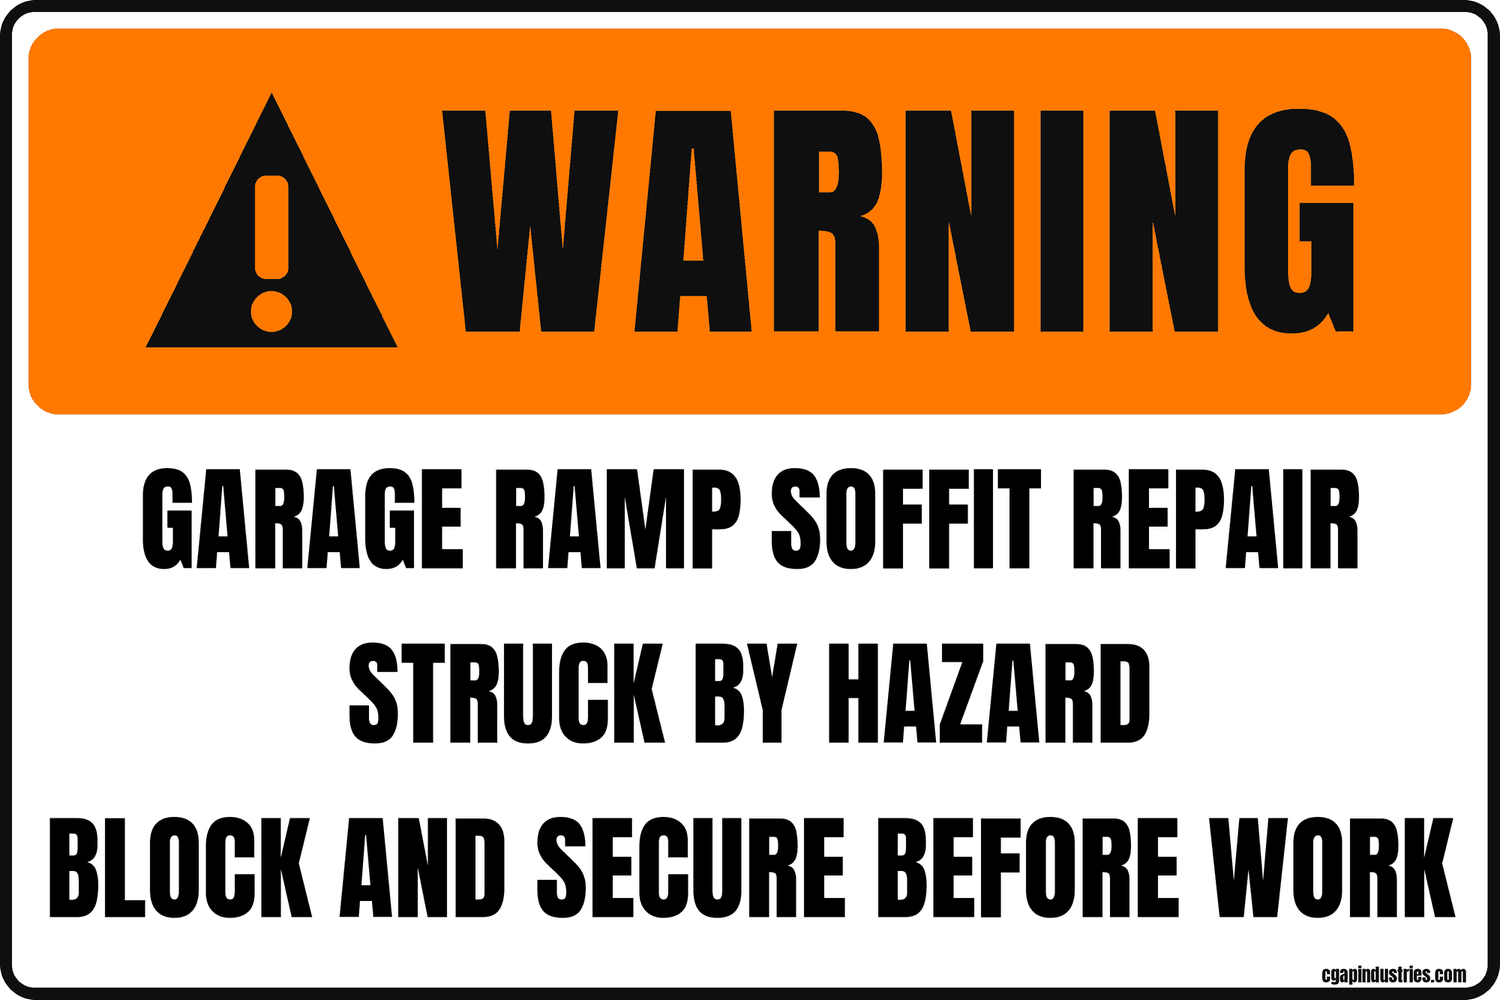 WARNING
GARAGE RAMP SOFFIT REPAIR
STRUCK BY HAZARD
BLOCK AND SECURE BEFORE WORK
cgapindustries.com